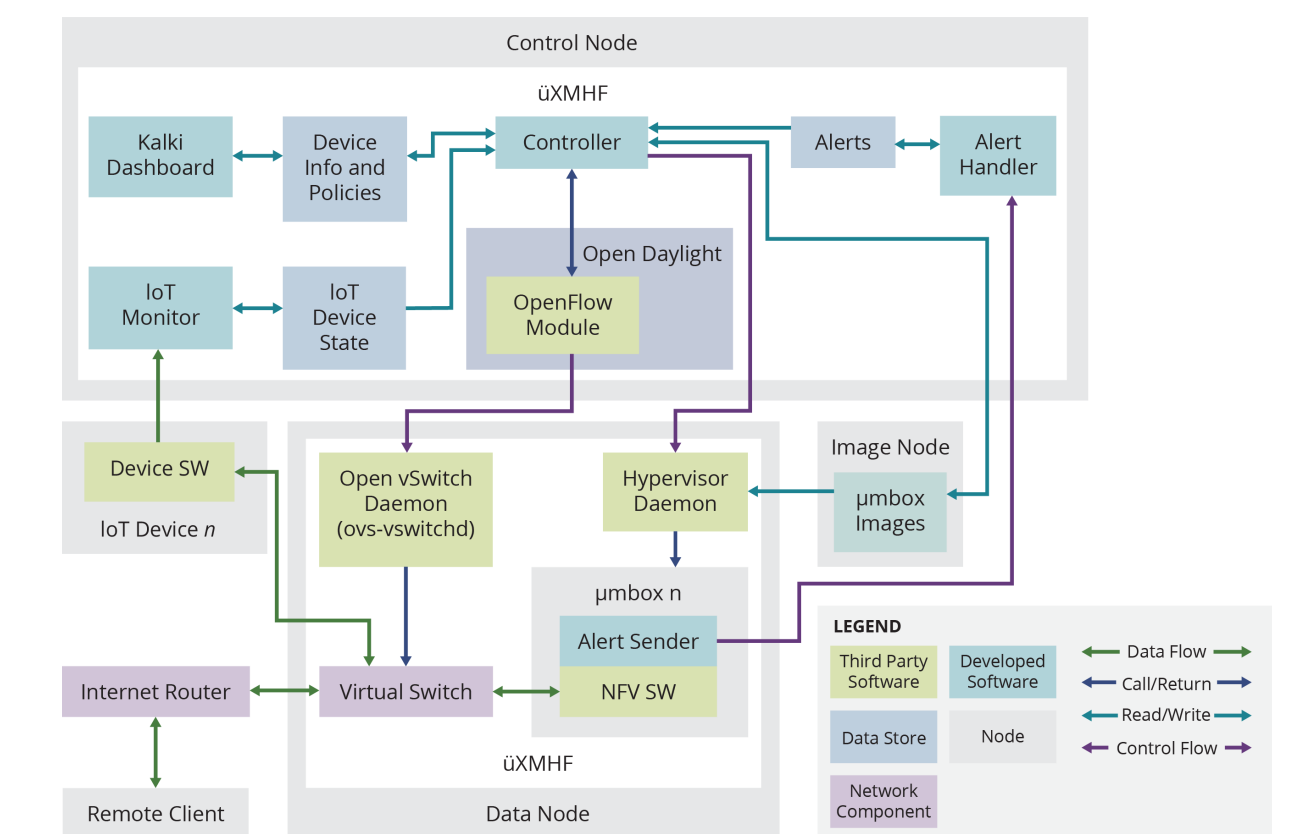 Control Node
üXMHF
Kalki
Dashboard
Device
Info and
Policies
Controller
Alerts
Alert
Handler
Open Daylight
OpenFlow
Module
IoT
Monitor
IoT
Device
State
Device SW
IoT Device n
Open vSwitch
Daemon
(ovs-vswitchd)
Hypervisor
Daemon
Image Node
µmbox
Images
µmbox n
Alert Sender
NFV SW
Internet Router
Virtual Switch
üXMHF
Remote Client
Data Node
LEGEND
Third Party
Software
Developed
Software
Data Store
Node
Network
Component
Data Flow
Call/Return
Read/Write
Control Flow